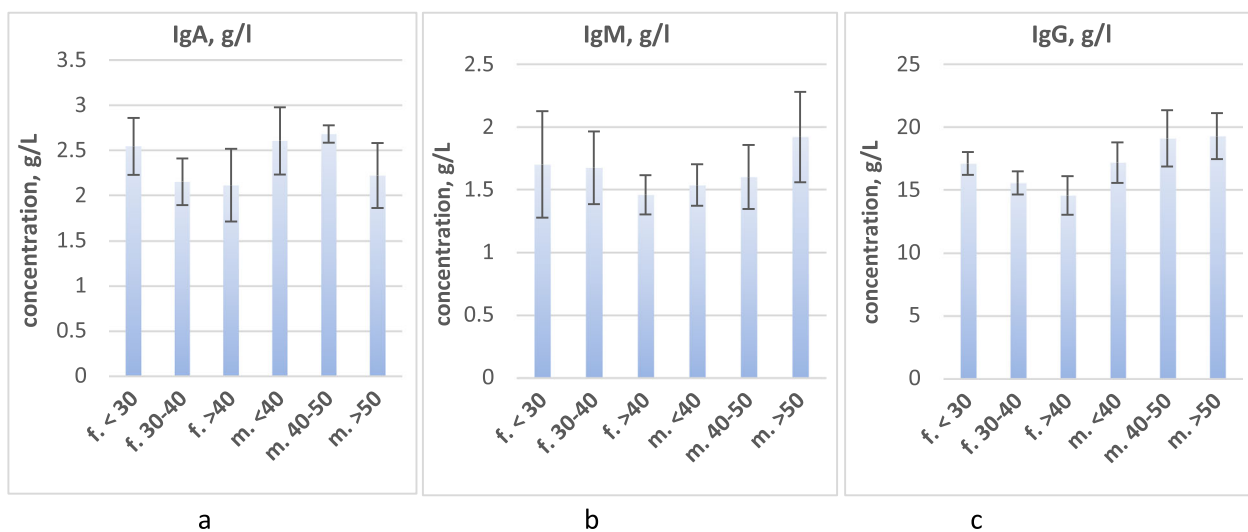 IgA, g/l
3.5
3
2.5
2
1.5
1
0.5
0
concentration, g/L
f. < 30
f. 30-40
f. >40
m. <40
m. 40-50
m. >50
a
IgM, g/l
2.5
2
1.5
1
0.5
0
concentration, g/L
f. < 30
f. 30-40
f. >40
m. <40
m. 40-50
m. >50
b
IgG, g/l
25
20
15
10
5
0
concentration, g/L
f. < 30
f. 30-40
f. >40
m. <40
m. 40-50
m. >50
c